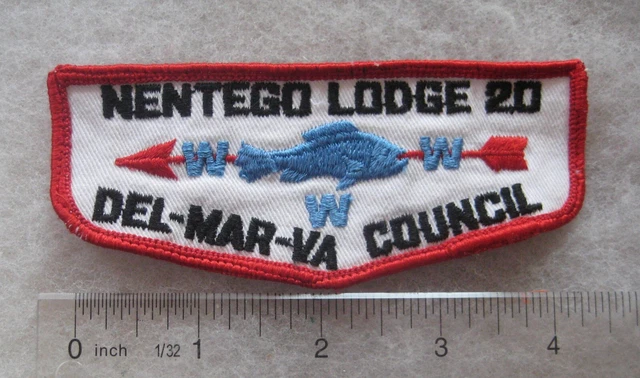 NENTEGO LODGE 20
W W
W
DEL-MAR-VA COUNCIL
0 inch 1/32 1 2 3 4